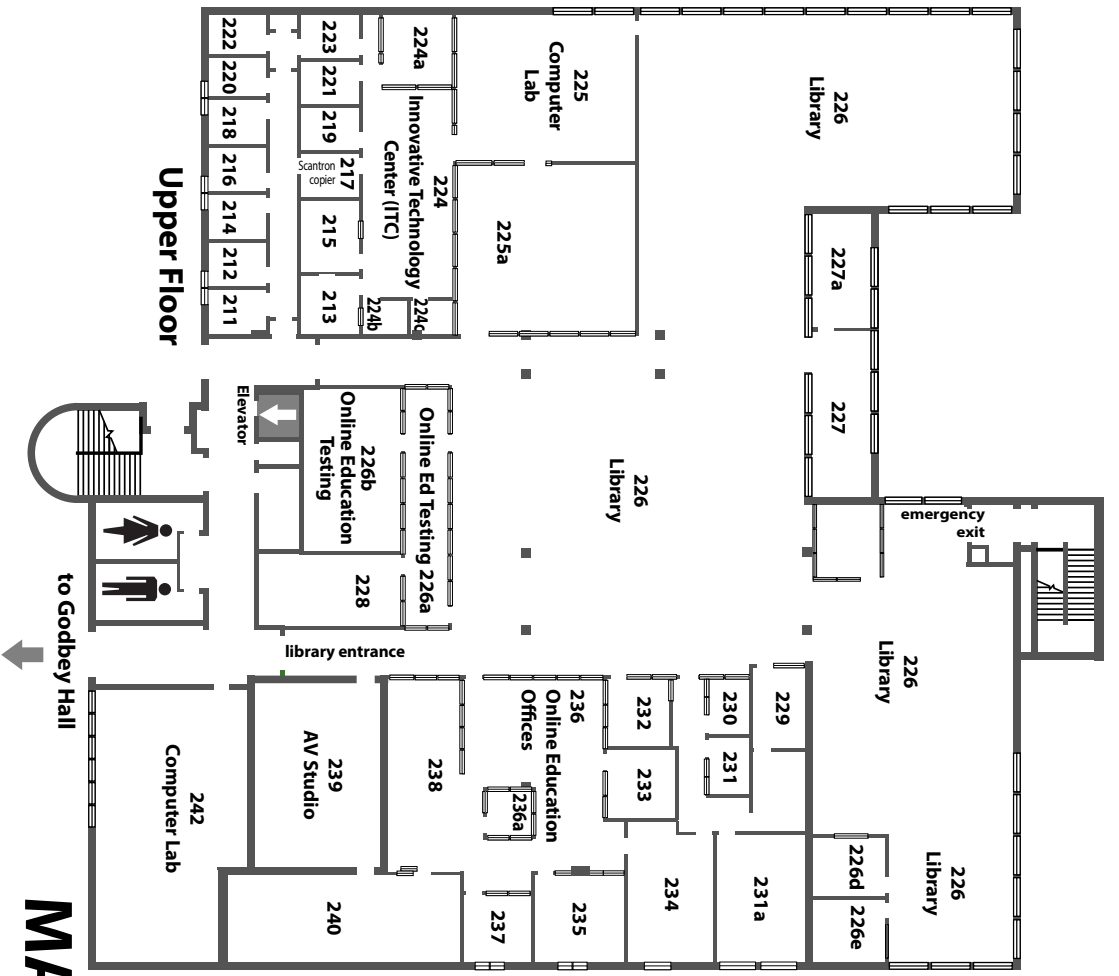 222
220
218
216
214
212
211
223
221
219
217
Scantron
copier
215
213
224a
224
Innovative Technology
Center (ITC)
224b
224c
225
Computer
Lab
225a
226
Library
227a
227
Upper Floor
Elevator
226b
Online Education
Testing
Online Ed Testing 226a
228
226
Library
emergency
exit
226
Library
library entrance
to Godbey Hall
242
Computer Lab
239
AV Studio
240
238
236
Online Education
Offices
236a
237
235
232
233
230
231
229
234
231a
226d
226e
226
Library
MA